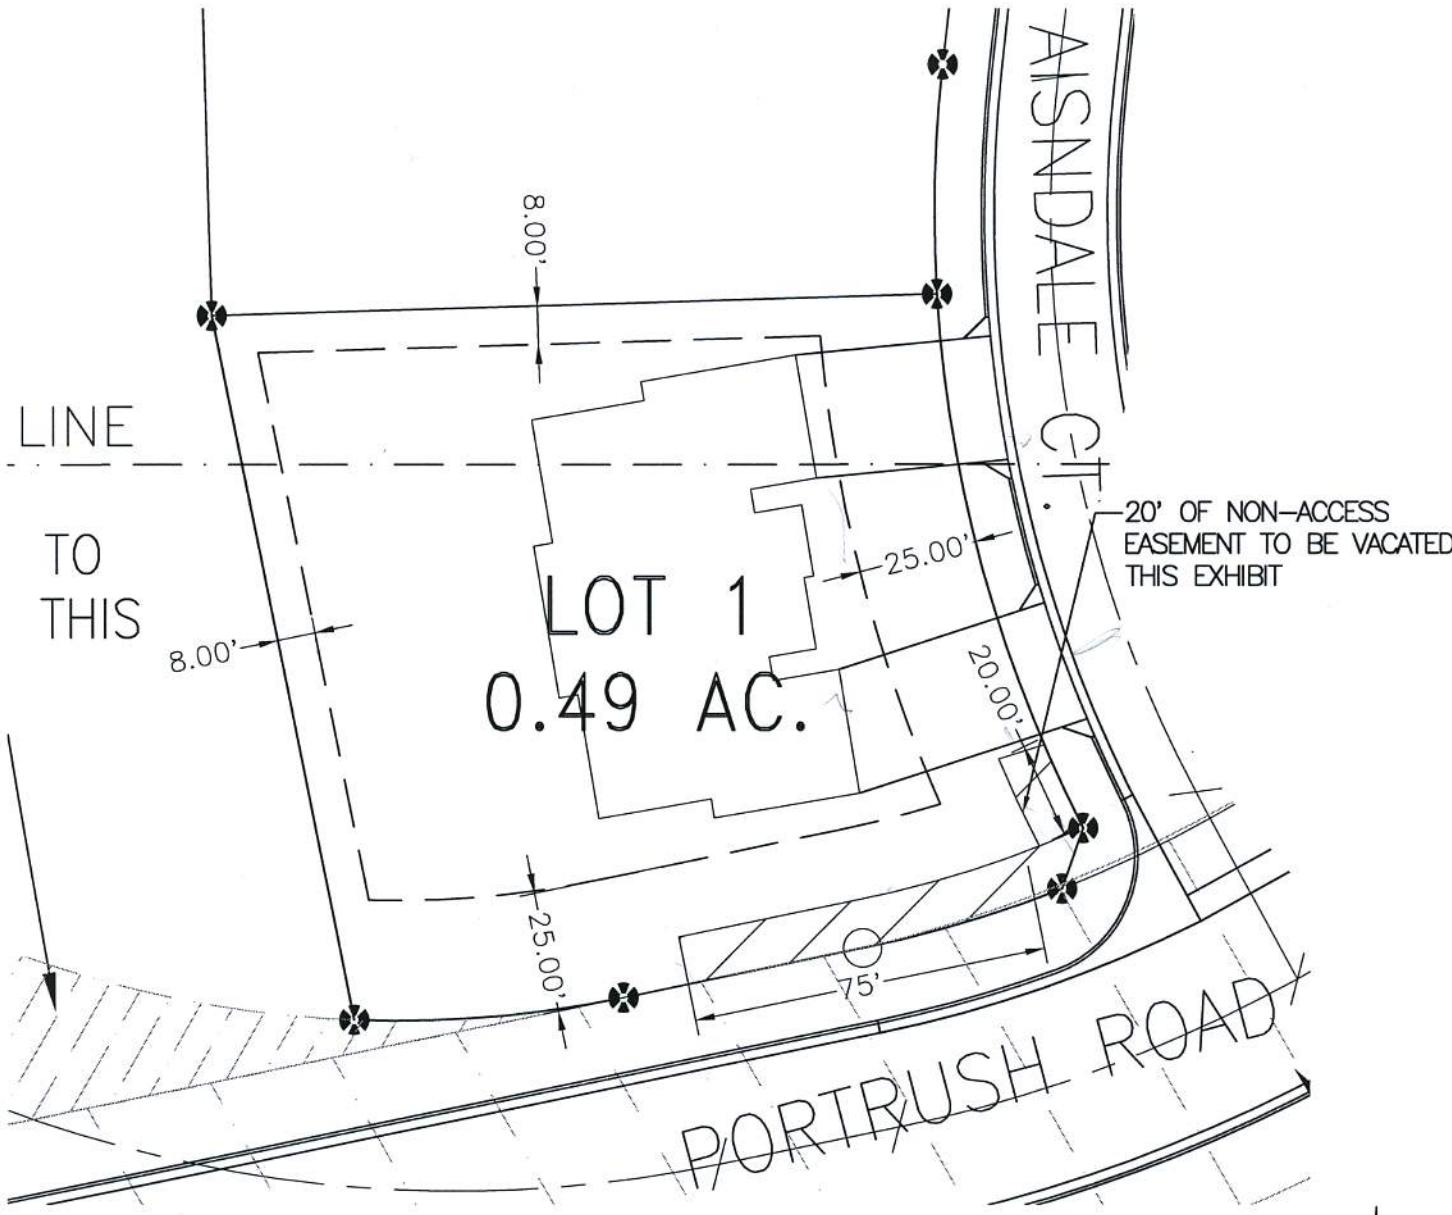 AISNDALE CT.
8.00'
LINE
TO
THIS
20' OF NON-ACCESS
EASEMENT TO BE VACATED
THIS EXHIBIT
25.00'
LOT 1
8.00'
20.00'
0.49 AC.
25.00'
75'
PORTRUSH ROAD